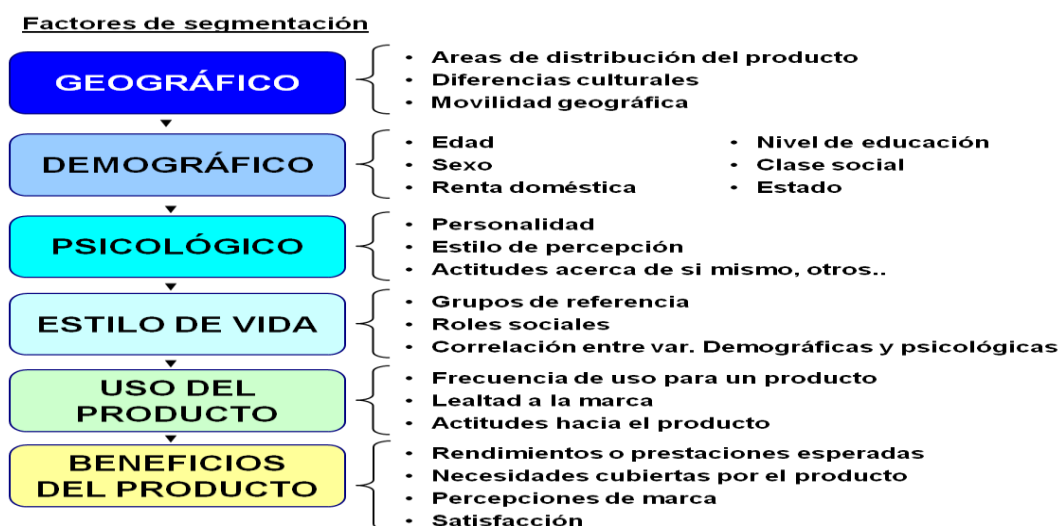 Factores de segmentación
GEOGRÁFICO
• Areas de distribución del producto
• Diferencias culturales
• Movilidad geográfica
DEMOGRÁFICO
• Edad
• Sexo
• Renta doméstica
• Nivel de educación
• Clase social
• Estado
PSICOLÓGICO
• Personalidad
• Estilo de percepción
• Actitudes acerca de si mismo, otros..
ESTILO DE VIDA
• Grupos de referencia
• Roles sociales
• Correlación entre var. Demográficas y psicológicas
USO DEL
PRODUCTO
• Frecuencia de uso para un producto
• Lealtad a la marca
• Actitudes hacia el producto
BENEFICIOS
DEL PRODUCTO
• Rendimientos o prestaciones esperadas
• Necesidades cubiertas por el producto
• Percepciones de marca
• Satisfacción